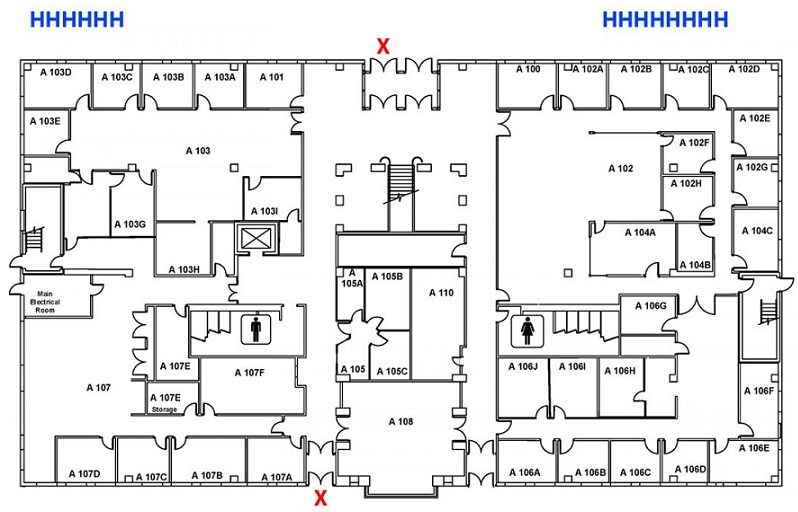 HHHHHH HHHHHHHHH
X
A 103D A 103C A 103B A 103A A 101 A 100 A 102A A 102B A 102C A 102D
A 103E A 102E
A 103 A 102F
A 102 A 102G
A 102H
A 103G A 103I A 104A A 104C
A 103H A 104B
A 105A A 105B A 110
Main
Electrical
Room
A 106G
A 107E A 107F A 105 A 105C A 106J A 106I A 106H
A 107 A 106F
A 107E
Storage
A 108
A 107D A 107C A 107B A 107A A 106A A 106B A 106C A 106D A 106E
X